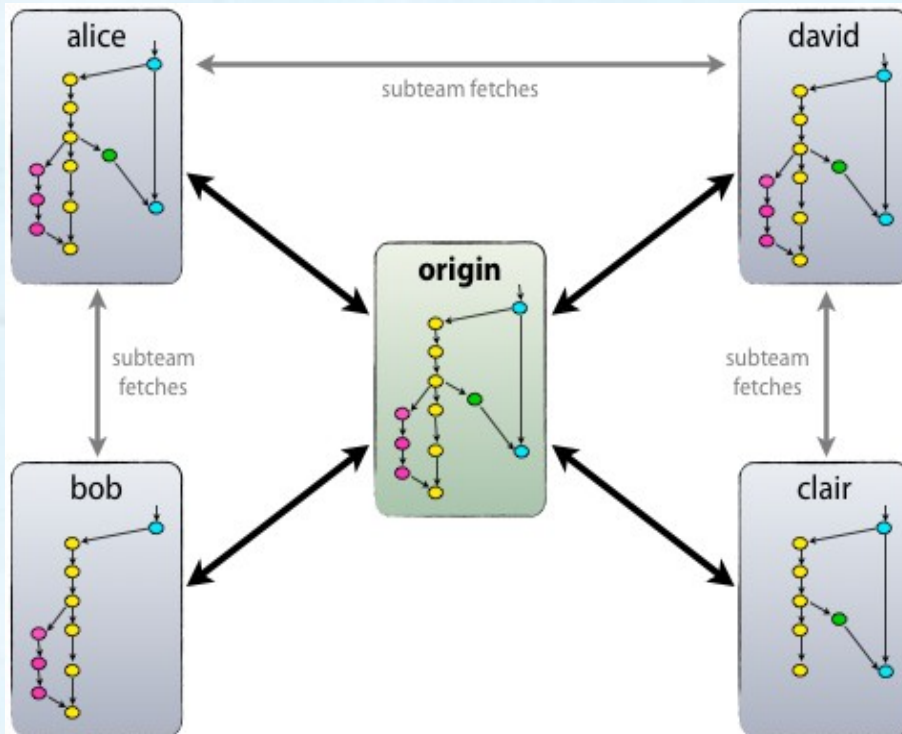 alice
david
subteam fetches
origin
subteam
fetches
subteam
fetches
bob
clair